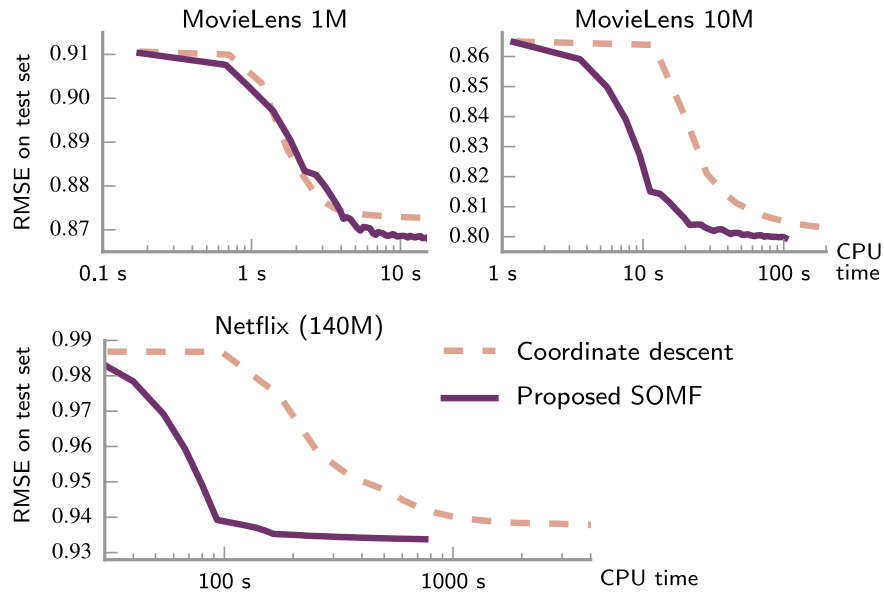 MovieLens 1M
MovieLens 10M
RMSE on test set
0.91
0.90
0.89
0.88
0.87
0.1 s
1 s
10 s
0.86
0.85
0.84
0.83
0.82
0.81
0.80
1 s
10 s
100 s
CPU
time
Netflix (140M)
RMSE on test set
0.99
0.98
0.97
0.96
0.95
0.94
0.93
100 s
1000 s
CPU time
Coordinate descent
Proposed SOMF